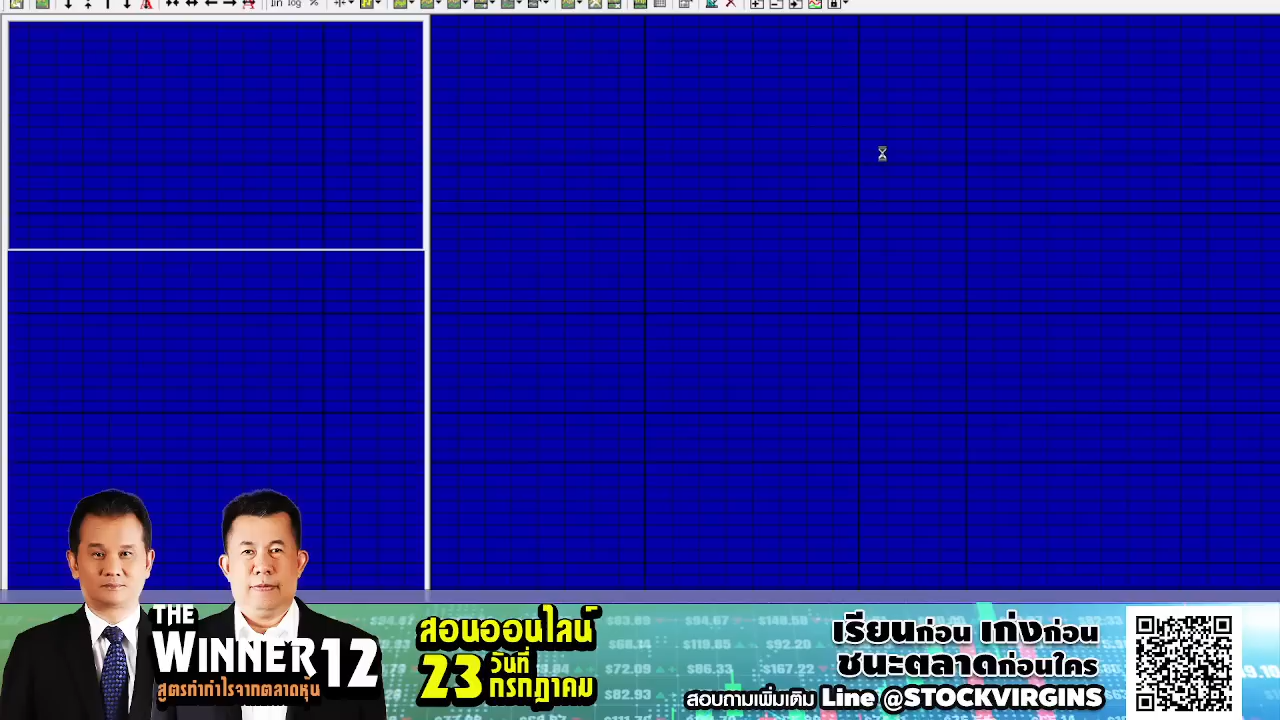 lin log %
THE
WINNER 12
สูตรทำกำไรจากตลาดหุ้น
สอนออนไลน์
23 วันที่
กรกฎาคม
เรียนก่อน เก่งก่อน
ชนะตลาดก่อนใคร
สอบถามเพิ่มเติม Line @STOCKVIRGINS